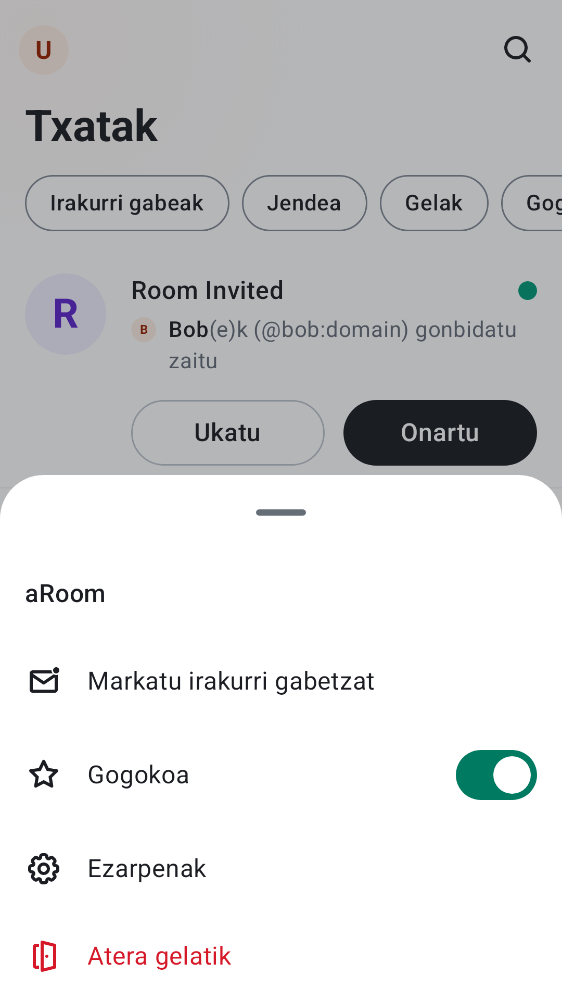 U
Txatak
Irakurri gabeak
Jendea
Gelak
Gog
R
Room Invited
B
Bob(e)k (@bob:domain) gonbidatu
zaitu
Ukatu
Onartu
aRoom
Markatu irakurri gabetzat
Gogokoa
Ezarpenak
Atera gelatik